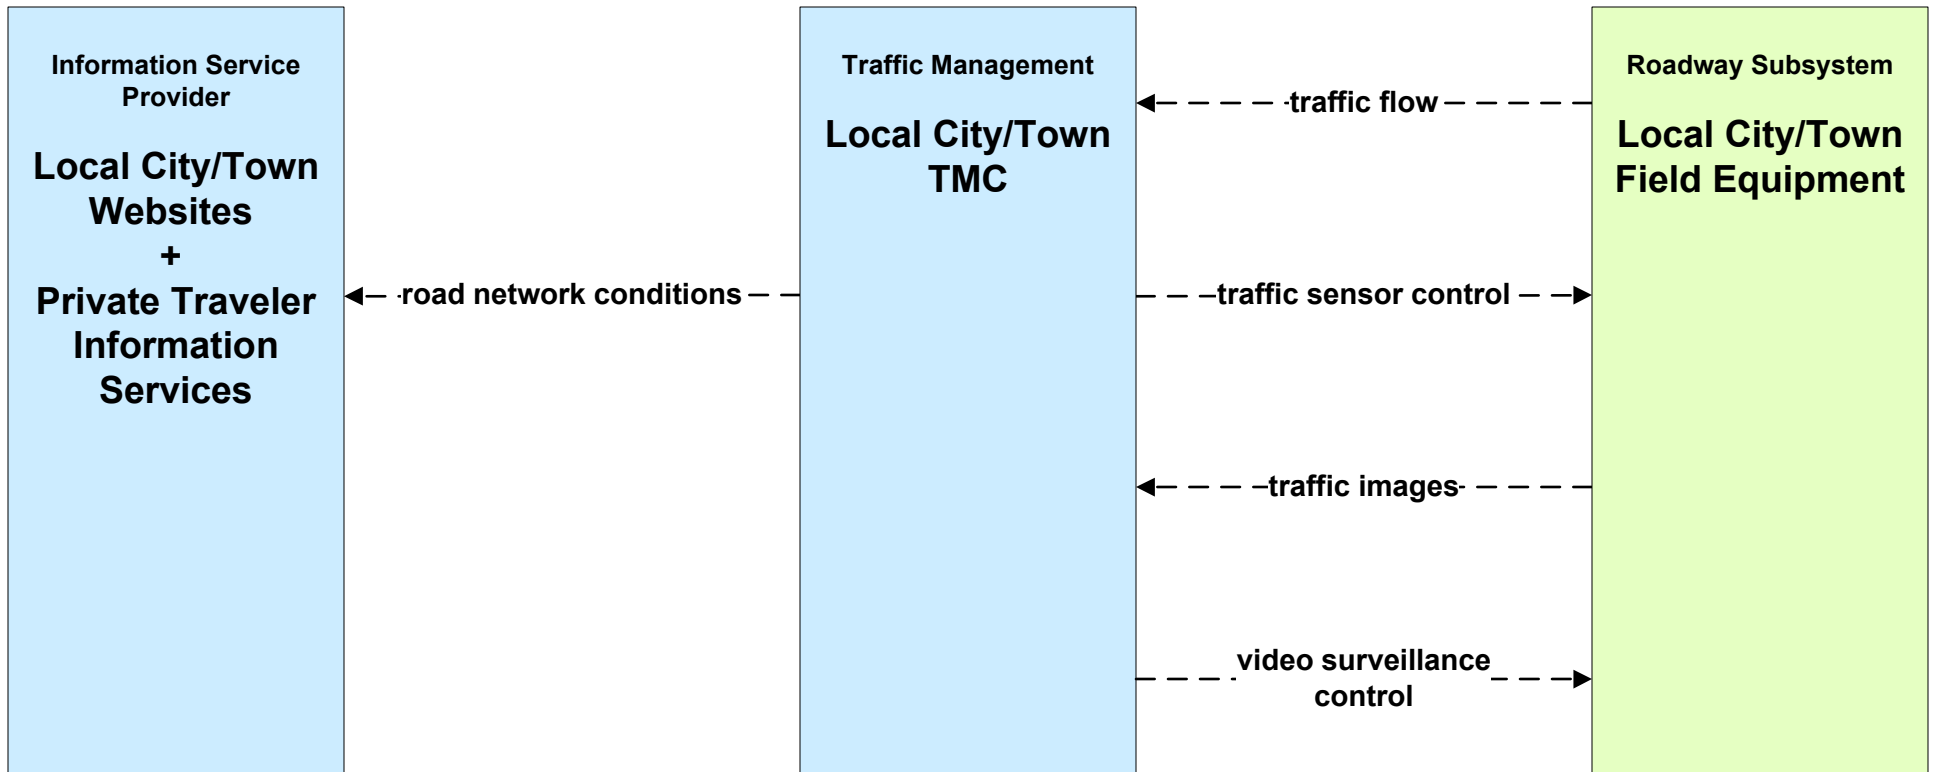 Information Service
Provider
Local City/Town
Websites
+
Private Traveler
Information
Services
road network conditions
Traffic Management
Local City/Town
TMC
traffic flow
traffic sensor control
traffic images
video surveillance
control
Roadway Subsystem
Local City/Town
Field Equipment